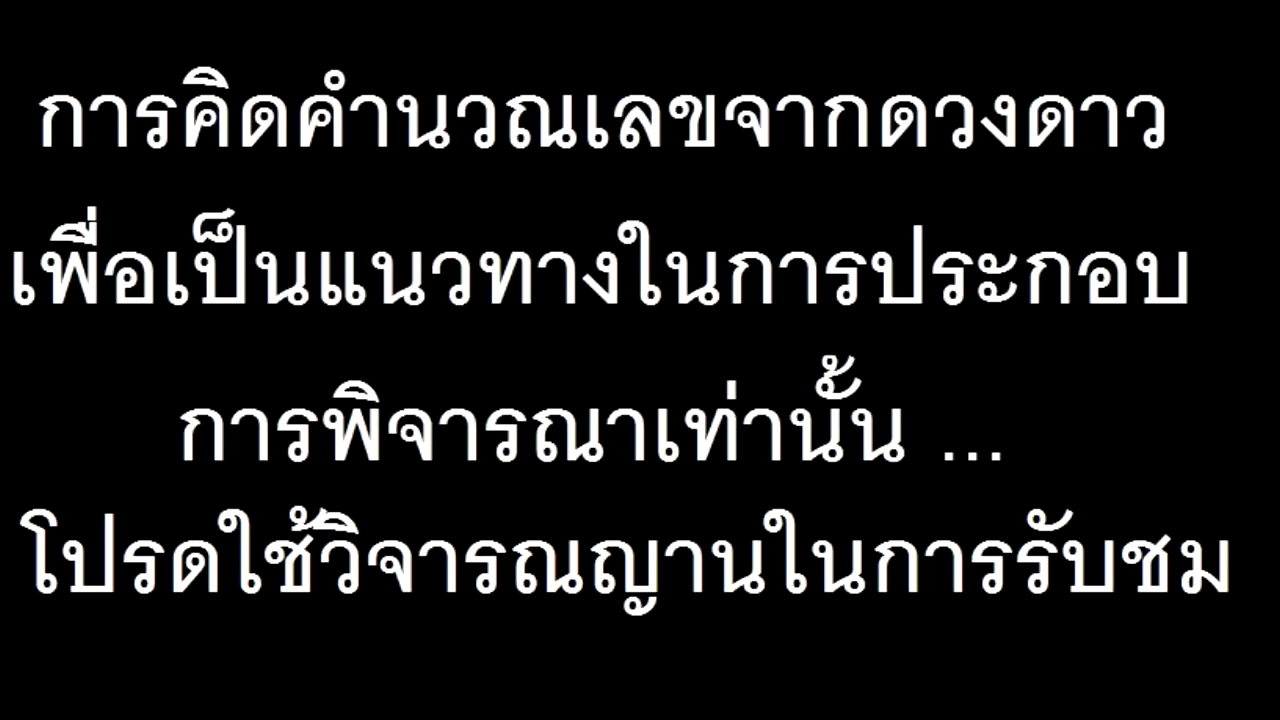 การคิดคำนวณเลขจากดวงดาว
เพื่อเป็นแนวทางในการประกอบ
การพิจารณาเท่านั้น ...
โปรดใช้วิจารณญานในการรับชม